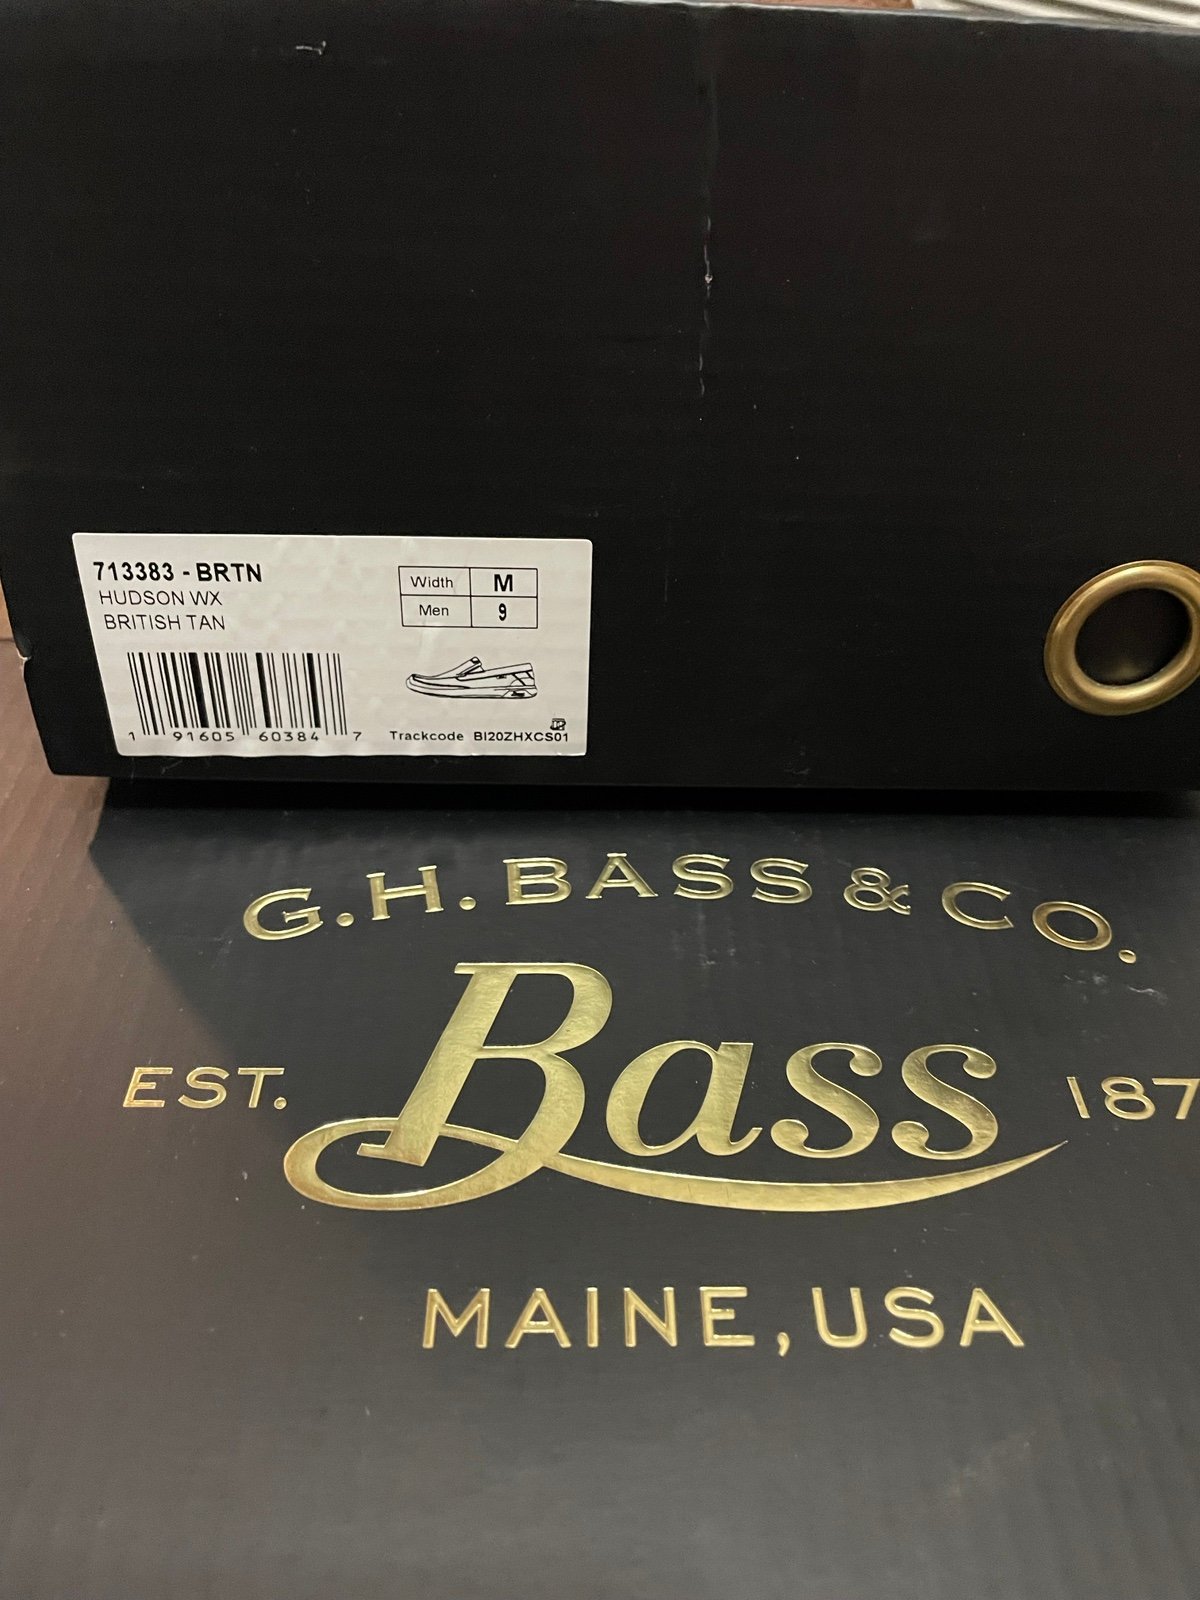 713383 - BRTN
HUDSON WX
BRITISH TAN
Width M
Men 9
1 91605 60384 7
Trackcode BI20ZHXCS01
G.H. BASS & CO.
Bass
EST. 187
MAINE, USA